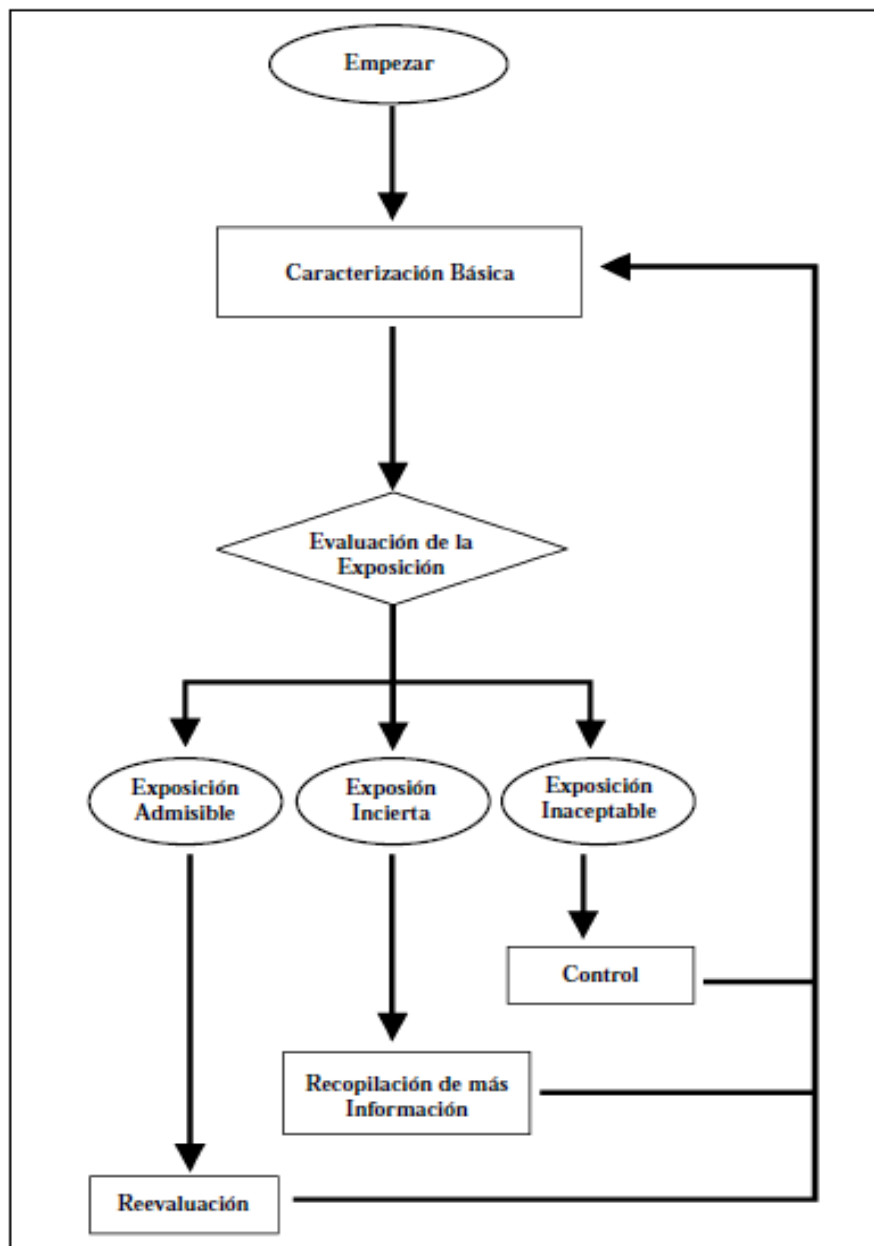 Empezar
Caracterización Básica
Evaluación de la
Exposición
Exposición
Admisible
Exposión
Incierta
Exposición
Inaceptable
Control
Recopilación de más
Información
Reevaluación